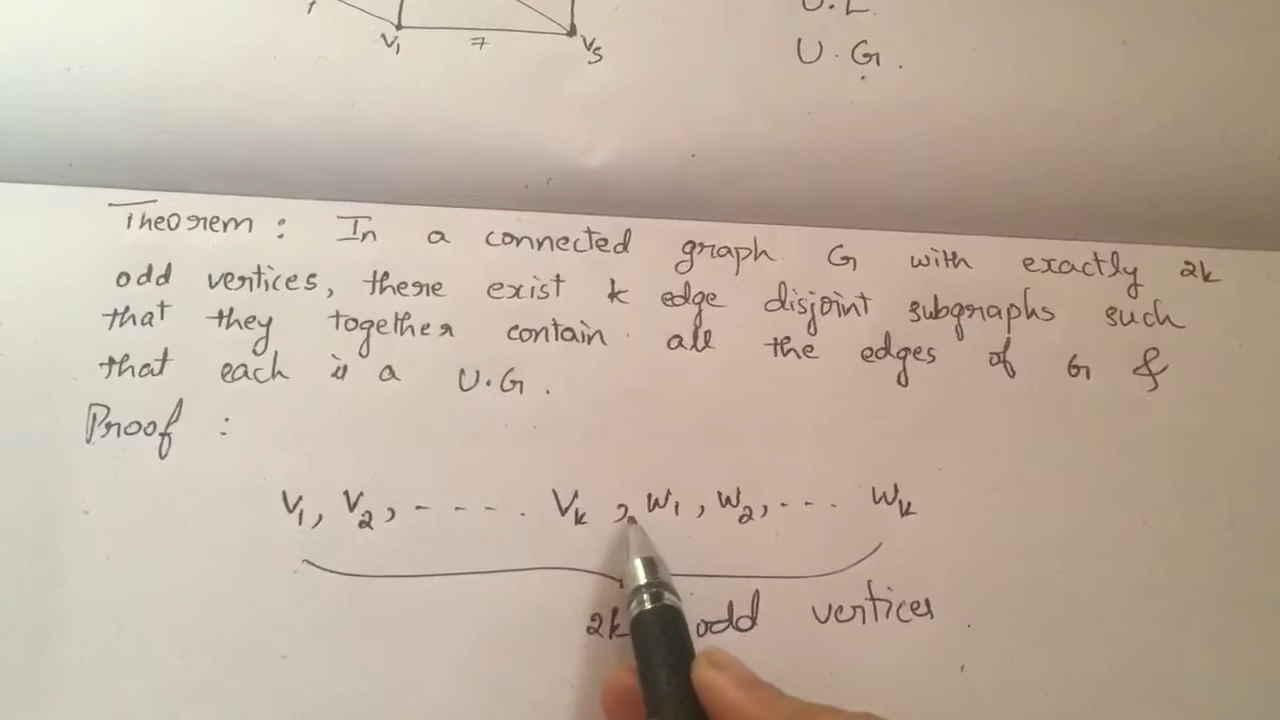 U.G.
V1 7 V5
Theorem : In a connected graph G with exactly 2k
odd vertices, there exist k edge disjoint subgraphs such
that they together contain all the edges of G &
that each is a U.G.
Proof :
V1, V2, - - - - . Vk , W1, W2, - - . . Wk
2k odd vertices .